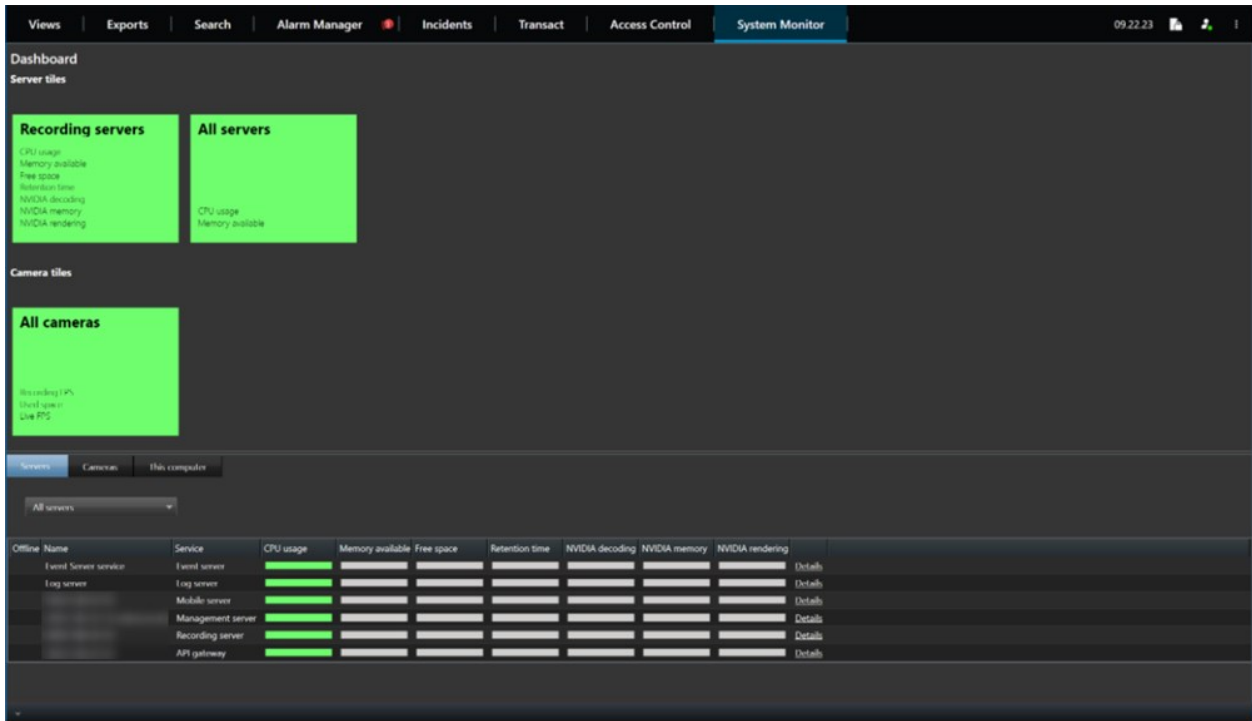 Views Exports Search Alarm Manager Incidents Transact Access Control System Monitor 09.22.23
Dashboard
Server tiles
Recording servers
CPU usage
Memory available
Free space
Retention time
NVIDIA decoding
NVIDIA memory
NVIDIA rendering
All servers
CPU usage
Memory available
Camera tiles
All cameras
Recording FPS
Used space
Live FPS
Servers Cameras This computer
All servers
Offline Name Service CPU usage Memory available Free space Retention time NVIDIA decoding NVIDIA memory NVIDIA rendering
Event Server service Event server Details
Log server Log server Details
Mobile server Details
Management server Details
Recording server Details
API gateway Details